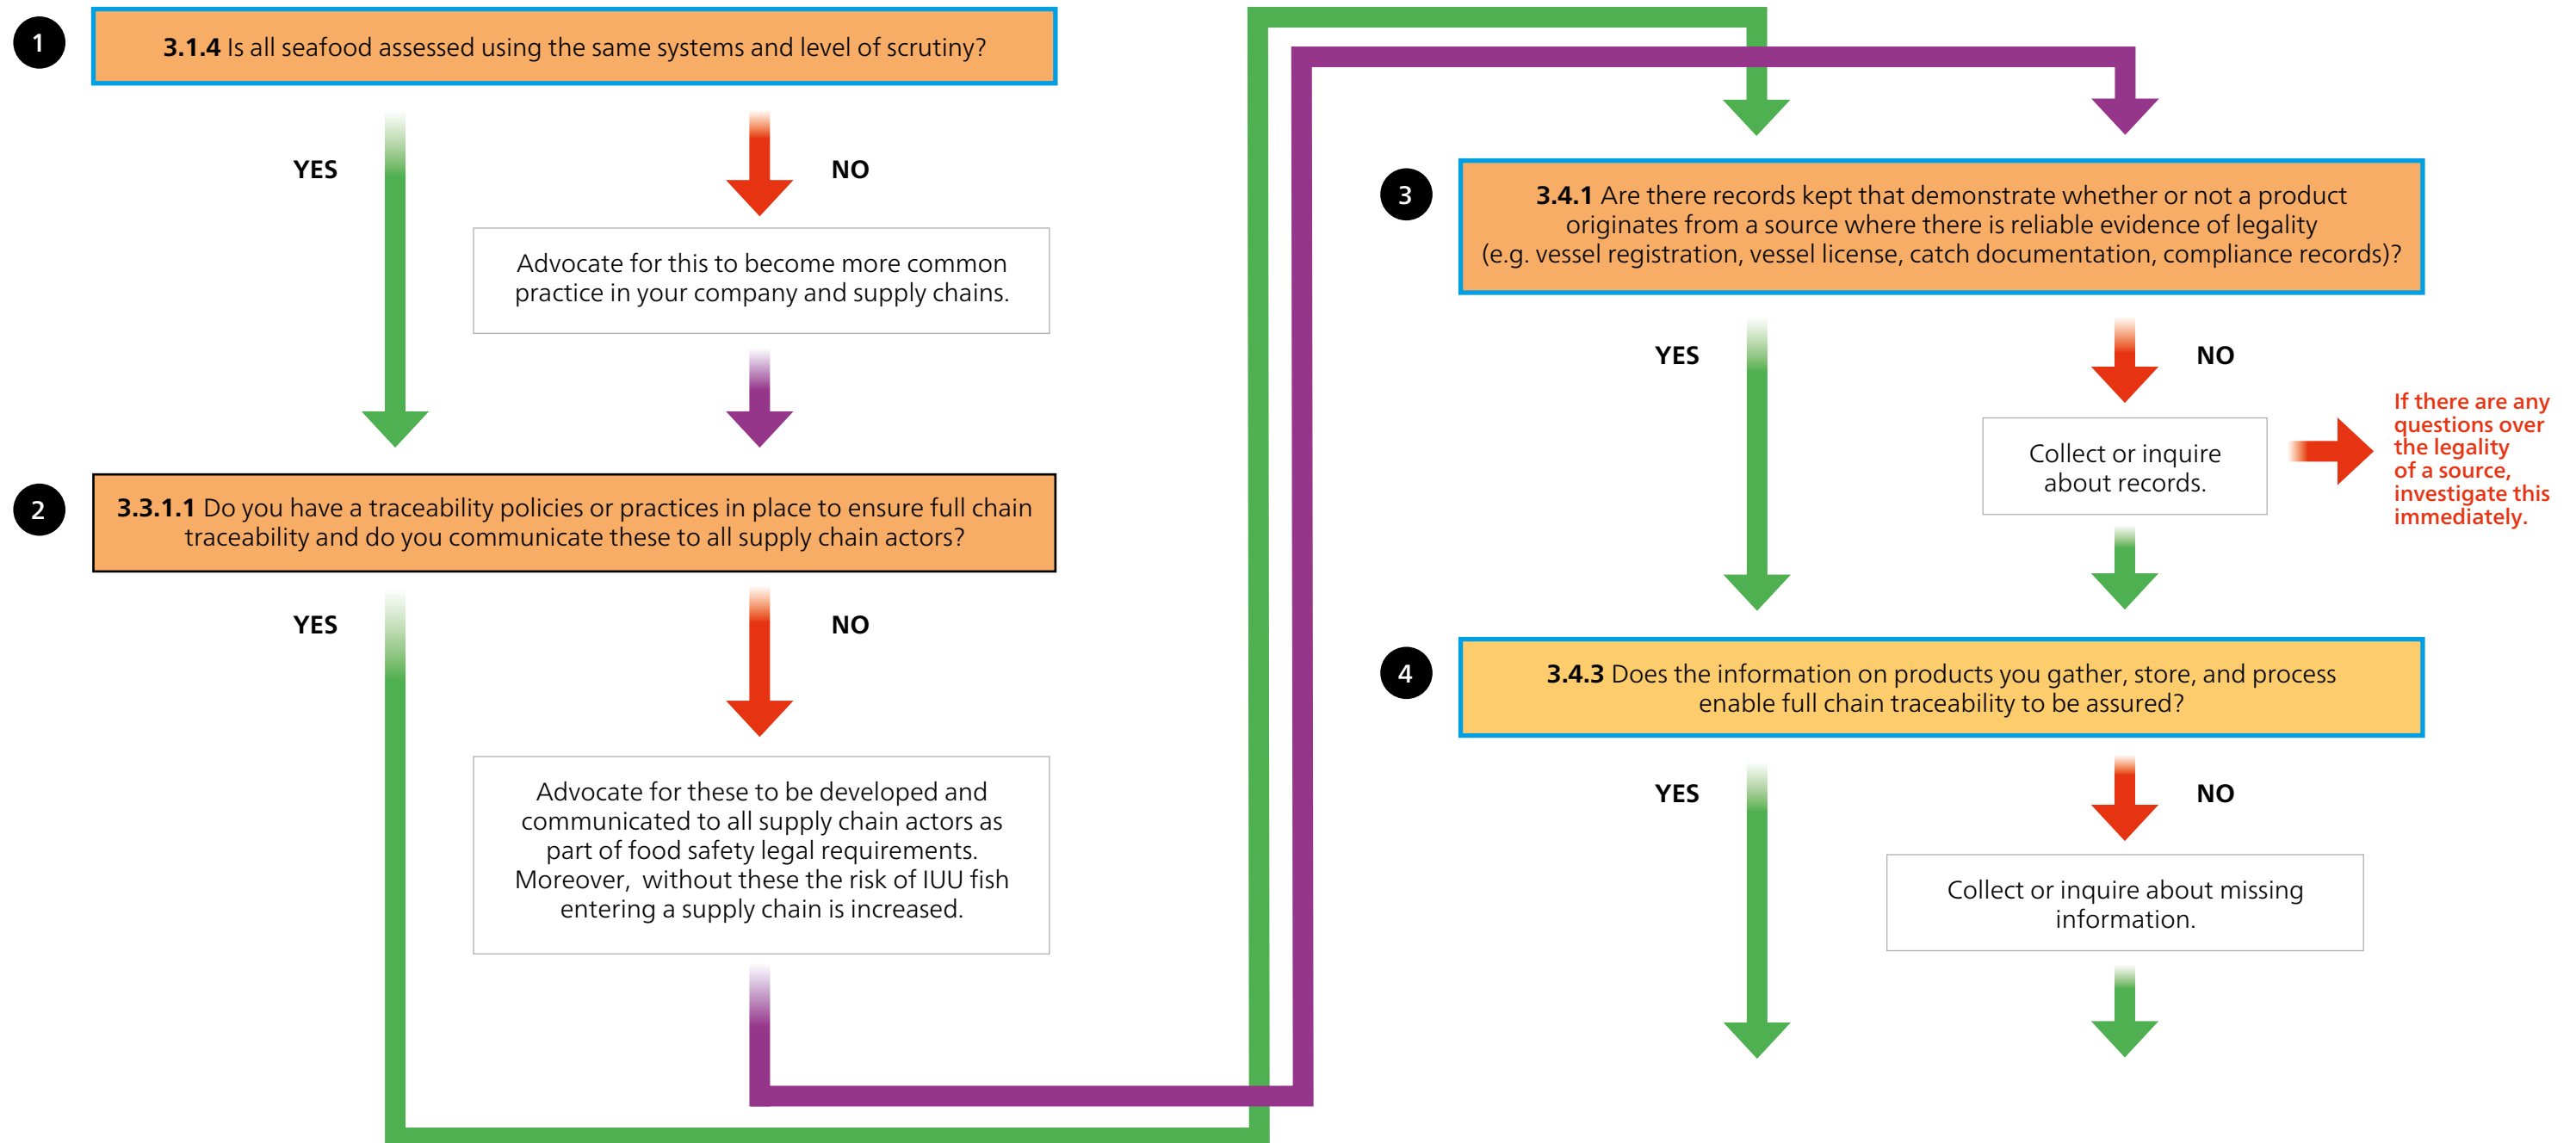 1
3.1.4 Is all seafood assessed using the same systems and level of scrutiny?
YES
NO
Advocate for this to become more common
practice in your company and supply chains.
2
3.3.1.1 Do you have a traceability policies or practices in place to ensure full chain
traceability and do you communicate these to all supply chain actors?
YES
NO
Advocate for these to be developed and
communicated to all supply chain actors as
part of food safety legal requirements.
Moreover, without these the risk of IUU fish
entering a supply chain is increased.
3
3.4.1 Are there records kept that demonstrate whether or not a product
originates from a source where there is reliable evidence of legality
(e.g. vessel registration, vessel license, catch documentation, compliance records)?
YES
NO
Collect or inquire
about records.
If there are any
questions over
the legality
of a source,
investigate this
immediately.
4
3.4.3 Does the information on products you gather, store, and process
enable full chain traceability to be assured?
YES
NO
Collect or inquire about missing
information.